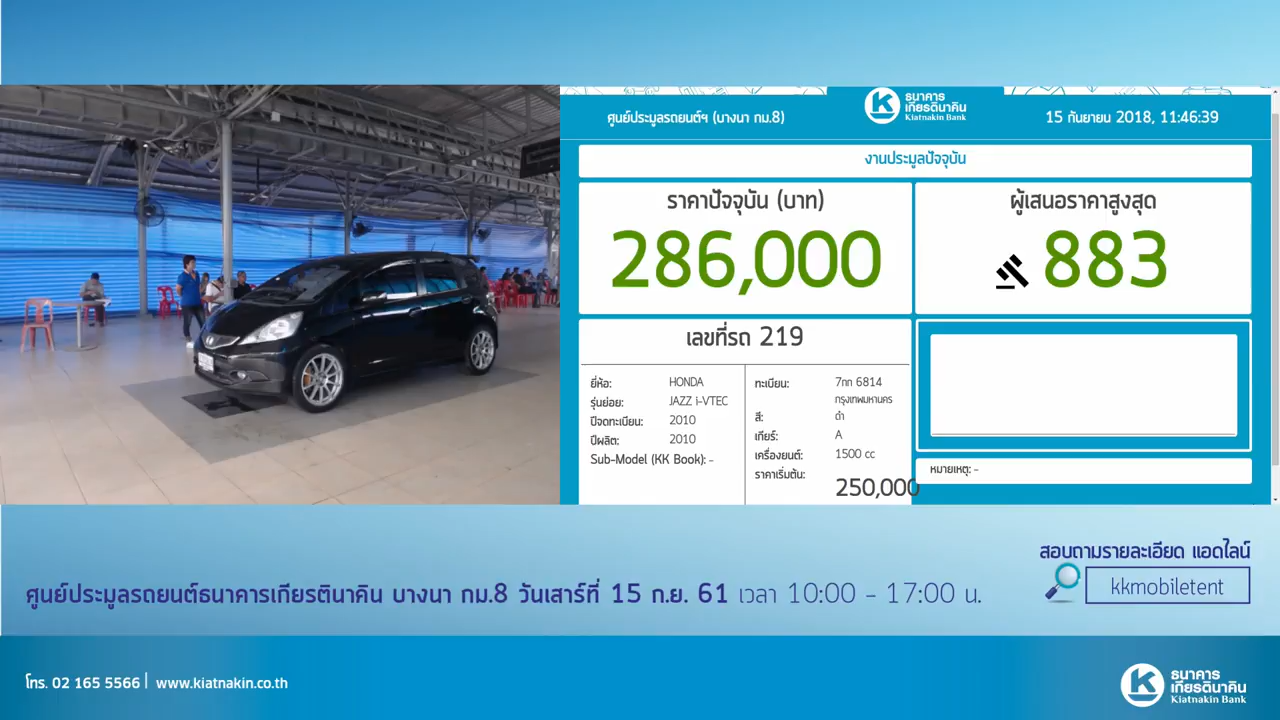 ศูนย์ประมูลรถยนต์ฯ (บางนา กม.8)
ธนาคาร
เกียรตินาคิน
Kiatnakin Bank
15 กันยายน 2018, 11:46:39
งานประมูลปัจจุบัน
ราคาปัจจุบัน (บาท)
286,000
ผู้เสนอราคาสูงสุด
883
เลขที่รถ 219
ยี่ห้อ: HONDA
รุ่นย่อย: JAZZ i-VTEC
ปีจดทะเบียน: 2010
ปีผลิต: 2010
Sub-Model (KK Book): -
ทะเบียน: 7กก 6814
กรุงเทพมหานคร
สี: ดำ
เกียร์: A
เครื่องยนต์: 1500 cc
ราคาเริ่มต้น: 250,000
หมายเหตุ: -
สอบถามรายละเอียด แอดไลน์
kkmobiletent
ศูนย์ประมูลรถยนต์ธนาคารเกียรตินาคิน บางนา กม.8 วันเสาร์ที่ 15 ก.ย. 61 เวลา 10:00 - 17:00 น.
โทร. 02 165 5566 | www.kiatnakin.co.th
ธนาคาร
เกียรตินาคิน
Kiatnakin Bank